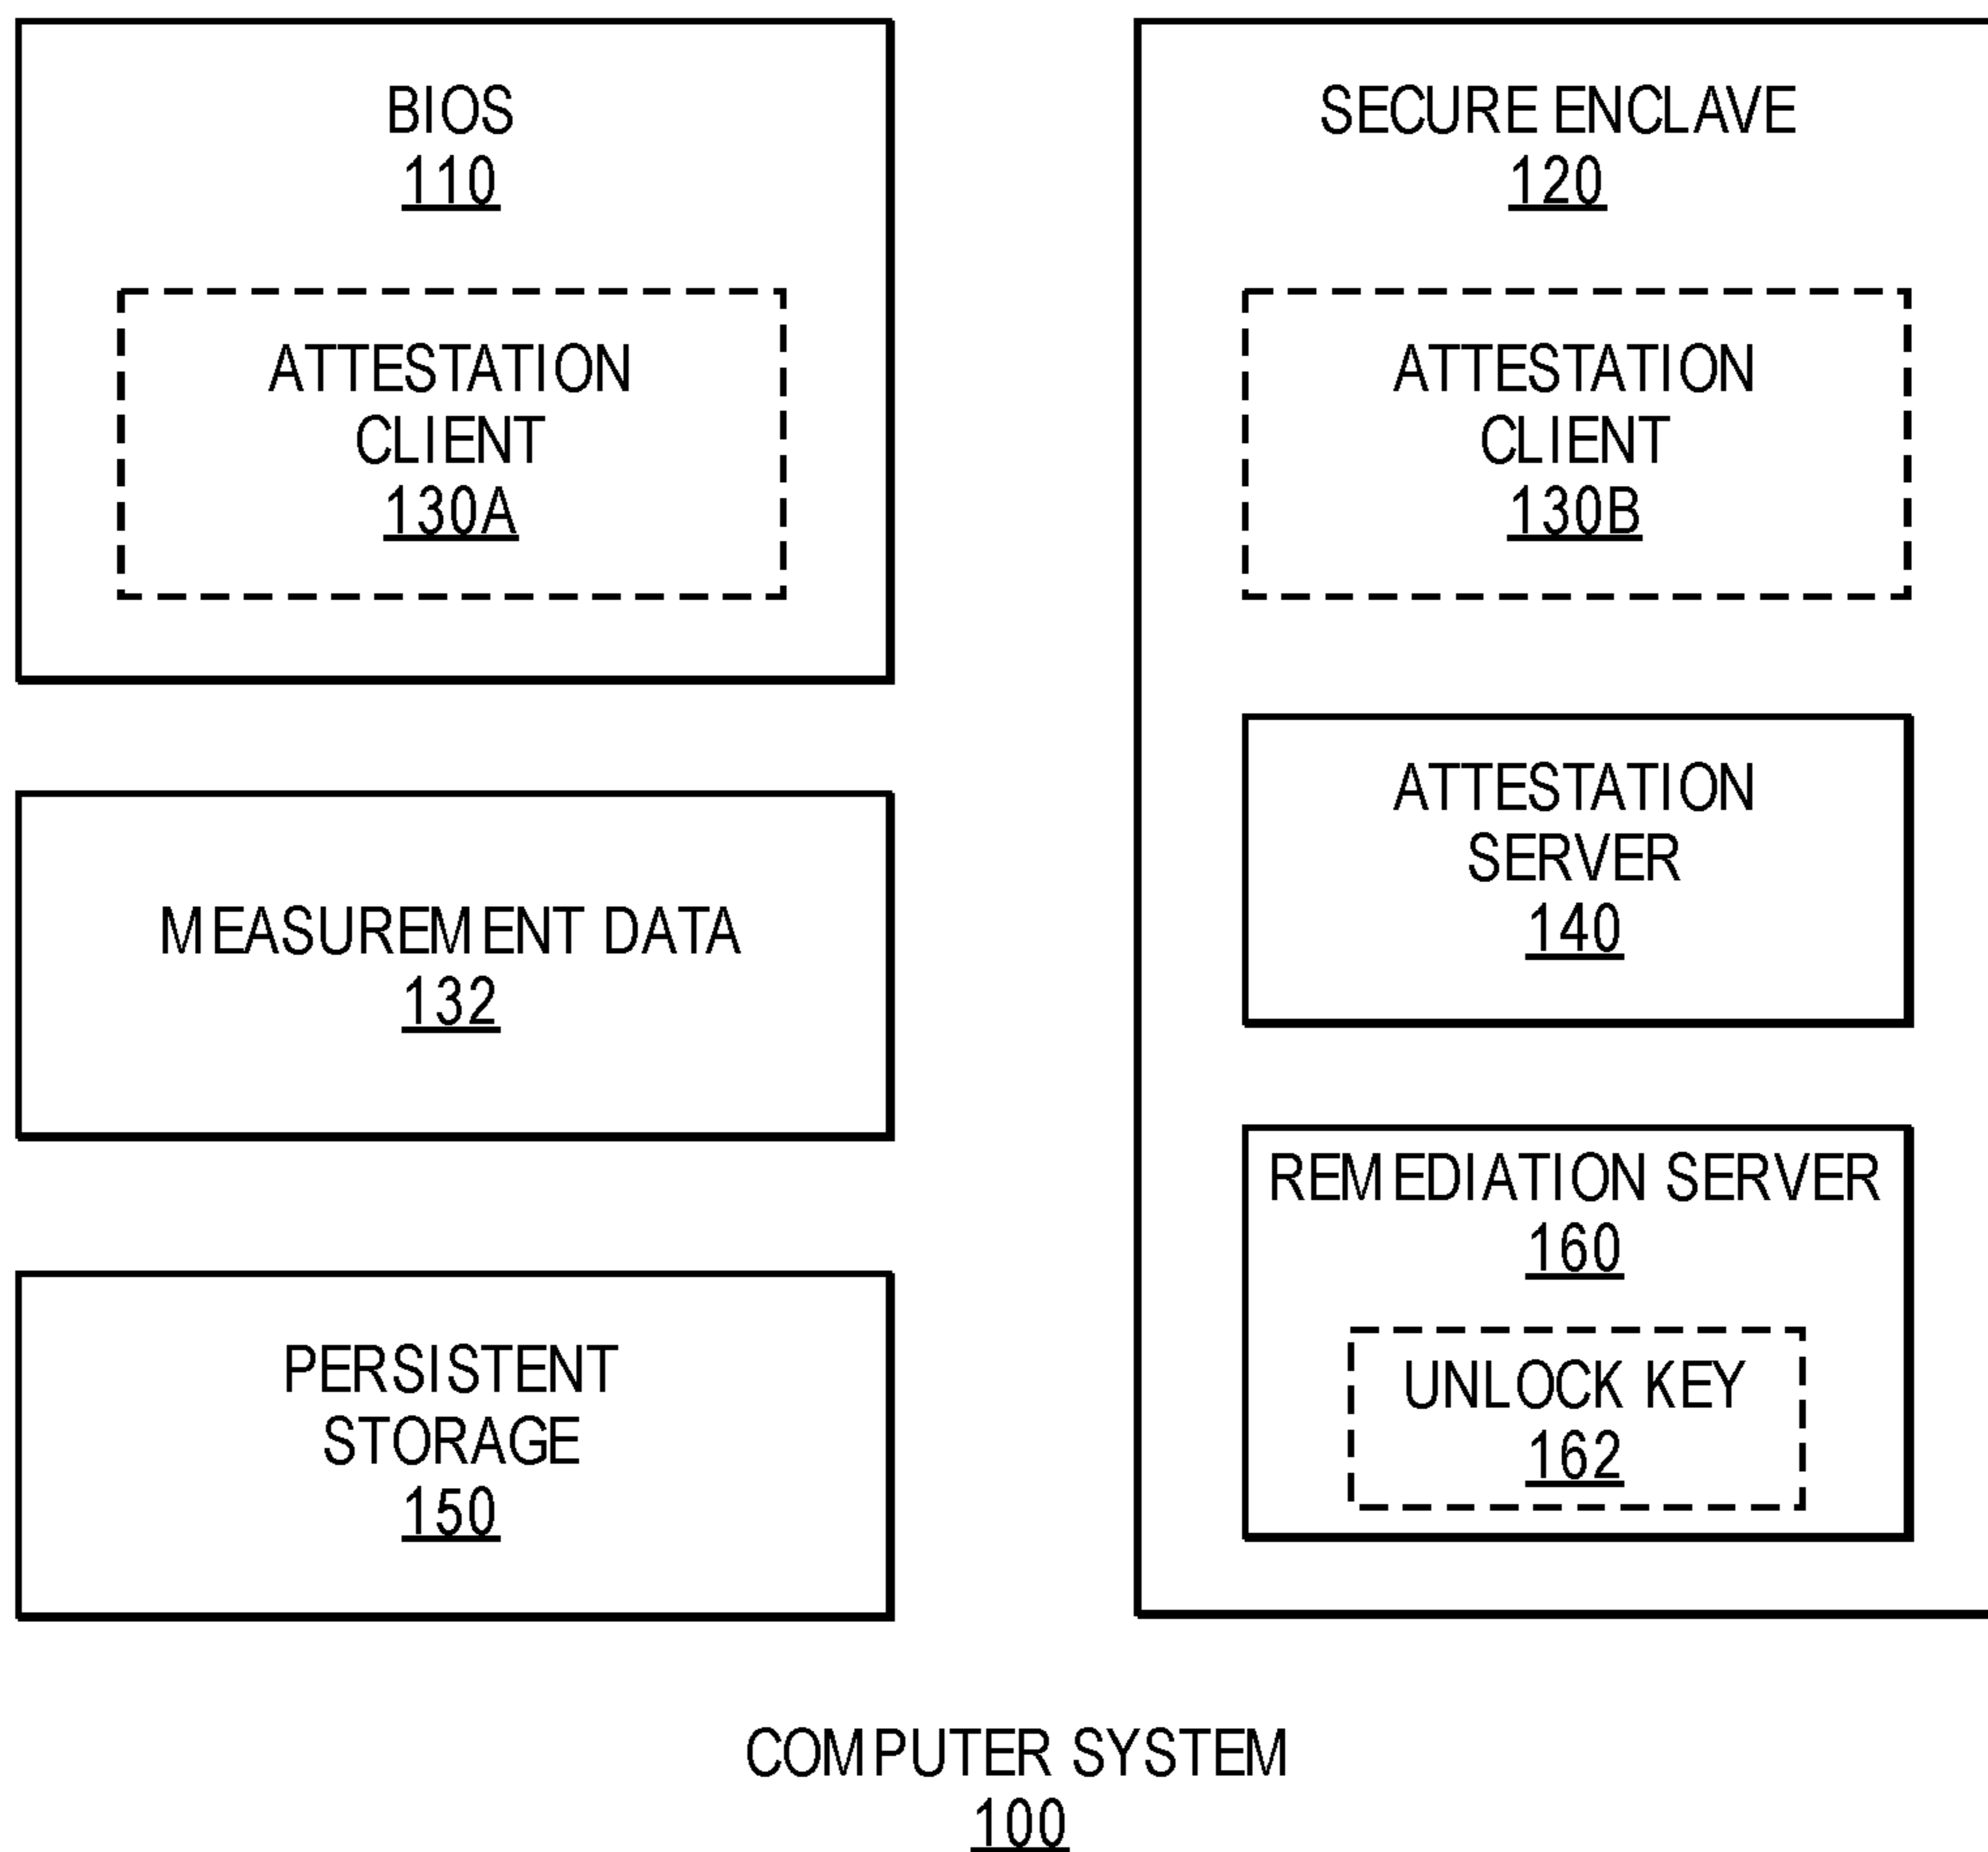 BIOS
110
ATTESTATION
CLIENT
130A
MEASUREMENT DATA
132
PERSISTENT
STORAGE
150
SECURE ENCLAVE
120
ATTESTATION
CLIENT
130B
ATTESTATION
SERVER
140
REMEDIATION SERVER
160
UNLOCK KEY
162
COMPUTER SYSTEM
100